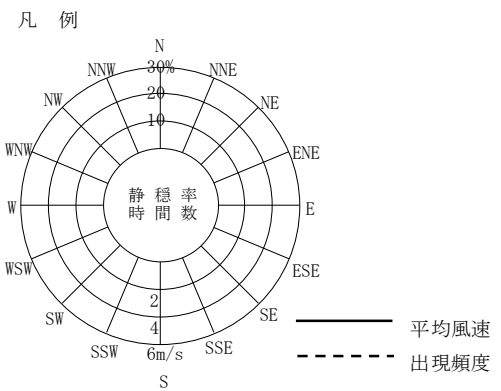 凡 例
N
NNW 30% NNE
NW 20 NE
10
WNW ENE
静 穏 率
W 時 間 数 E
WSW ESE
2
SW 4 SE
SSW 6m/s SSE
S
平均風速
出現頻度